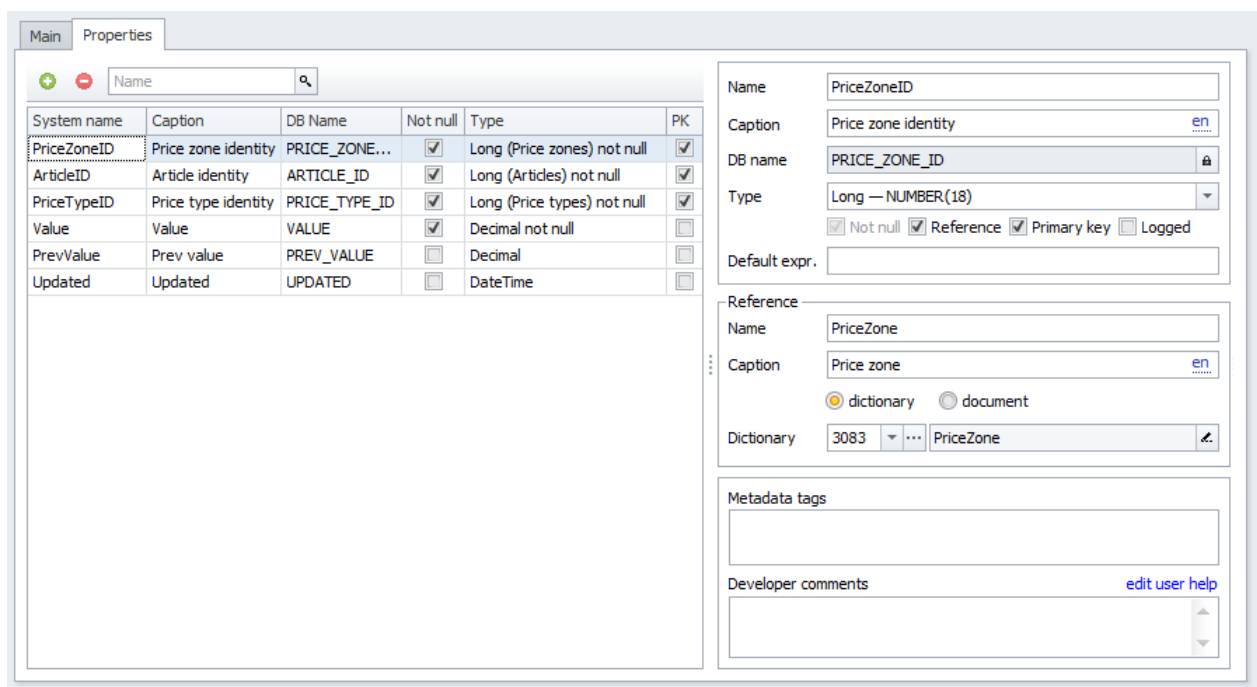 Main Properties
Name
System name Caption DB Name Not null Type PK
PriceZoneID Price zone identity PRICE_ZONE... Long (Price zones) not null
ArticleID Article identity ARTICLE_ID Long (Articles) not null
PriceTypeID Price type identity PRICE_TYPE_ID Long (Price types) not null
Value Value VALUE Decimal not null
PrevValue Prev value PREV_VALUE Decimal
Updated Updated UPDATED DateTime
Name PriceZoneID
Caption Price zone identity en
DB name PRICE_ZONE_ID
Type Long — NUMBER(18)
Not null Reference Primary key Logged
Default expr.
Reference
Name PriceZone
Caption Price zone en
dictionary document
Dictionary 3083 ... PriceZone
Metadata tags
Developer comments edit user help